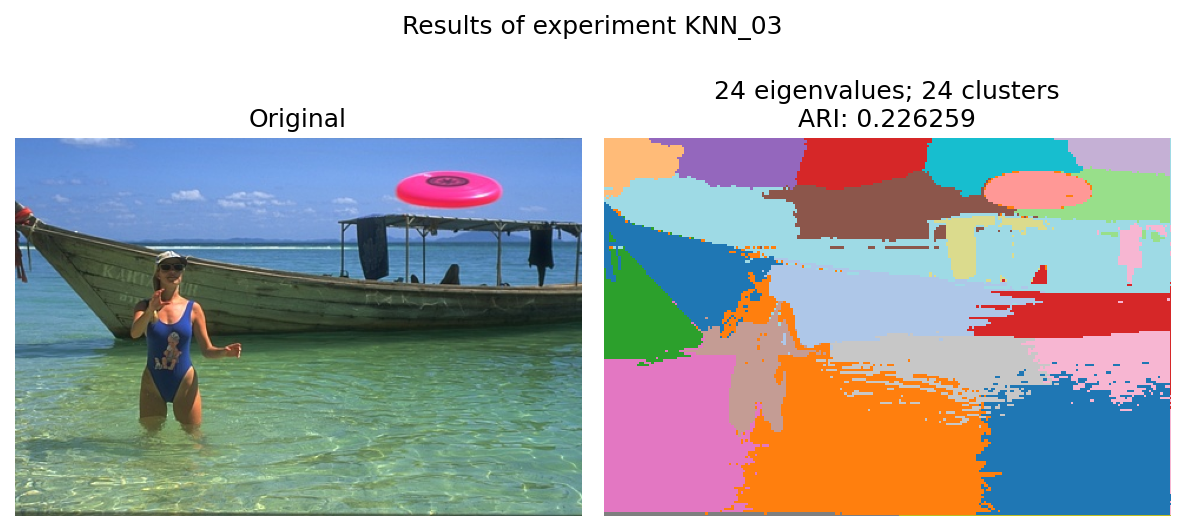 Results of experiment KNN_03
Original
24 eigenvalues; 24 clusters
ARI: 0.226259